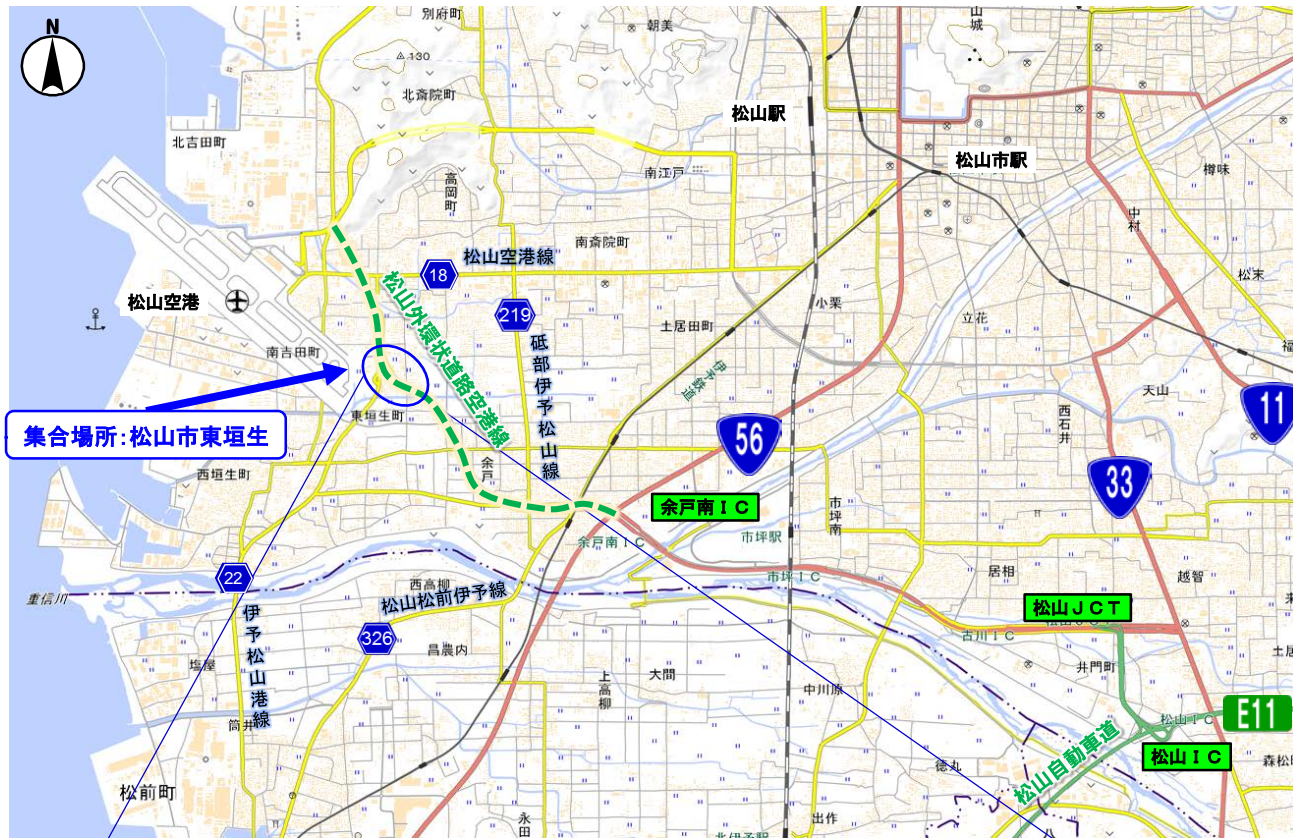 N
別府町
朝美
山城
130
北斎院町
松山駅
北吉田町
松山市駅
樽味
高岡町
南江戸
中村
南斎院町
松山空港線
18
松末
松山空港
松山外環状道路空港線
219
小栗
立花
土居田町
福
砥部伊予松山線
伊予鉄道
南吉田町
天山
11
西石井
東垣生町
集合場所:松山市東垣生
56
33
西垣生町
余戸
余戸南IC
市坪南
余戸南IC
市坪駅
市坪IC
居相
越智
22
西高柳
重信川
松山松前伊予線
松山JCT
古川IC
326
伊予松山港線
昌農内
井門町
土居
塩屋
大間
上高柳
中川原
筒井
松山IC
E11
松山自動車道
松山IC
徳丸
森松町
松前町
永田
出作
北伊予駅